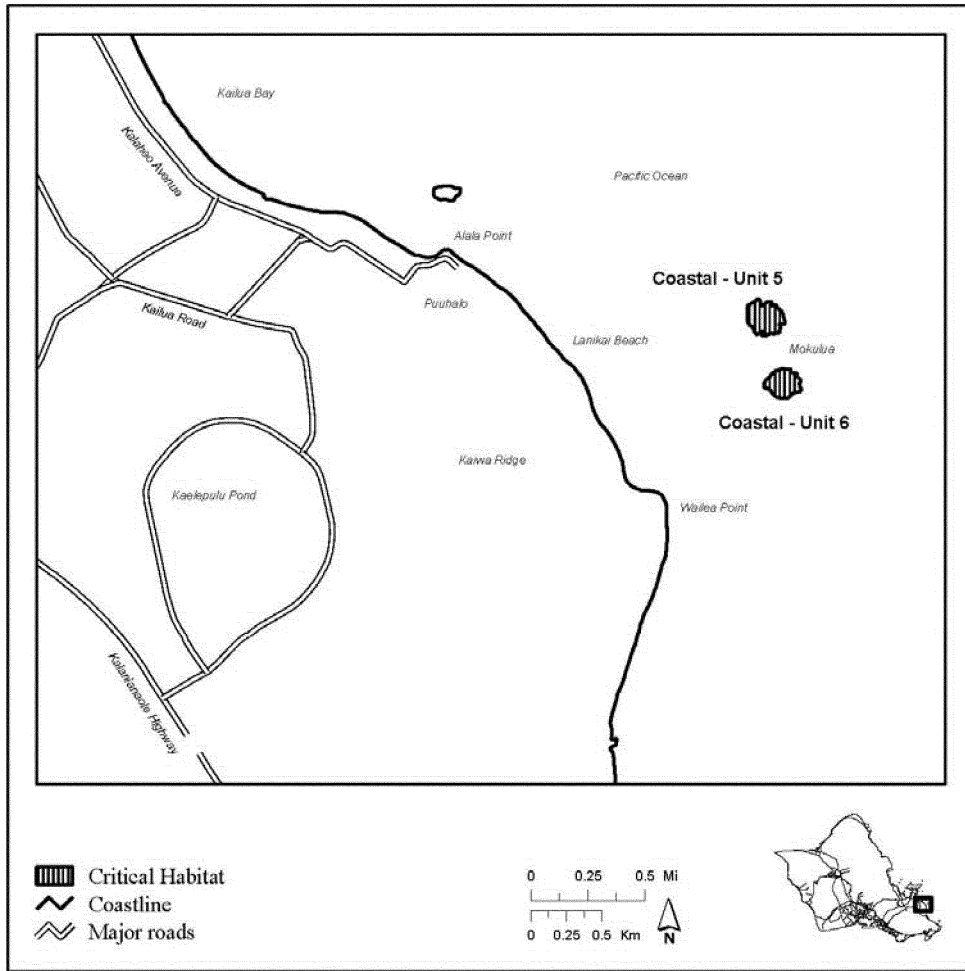 Kailua Bay
Kalaheo Avenue
Pacific Ocean
Alala Point
Coastal - Unit 5
Puuhalo
Kailua Road
Lanikai Beach
Mokulua
Coastal - Unit 6
Kaiwa Ridge
Kaelepulu Pond
Wailea Point
Kalanianaole Highway
Critical Habitat
Coastline
Major roads
0 0.25 0.5 Mi
0 0.25 0.5 Km
N